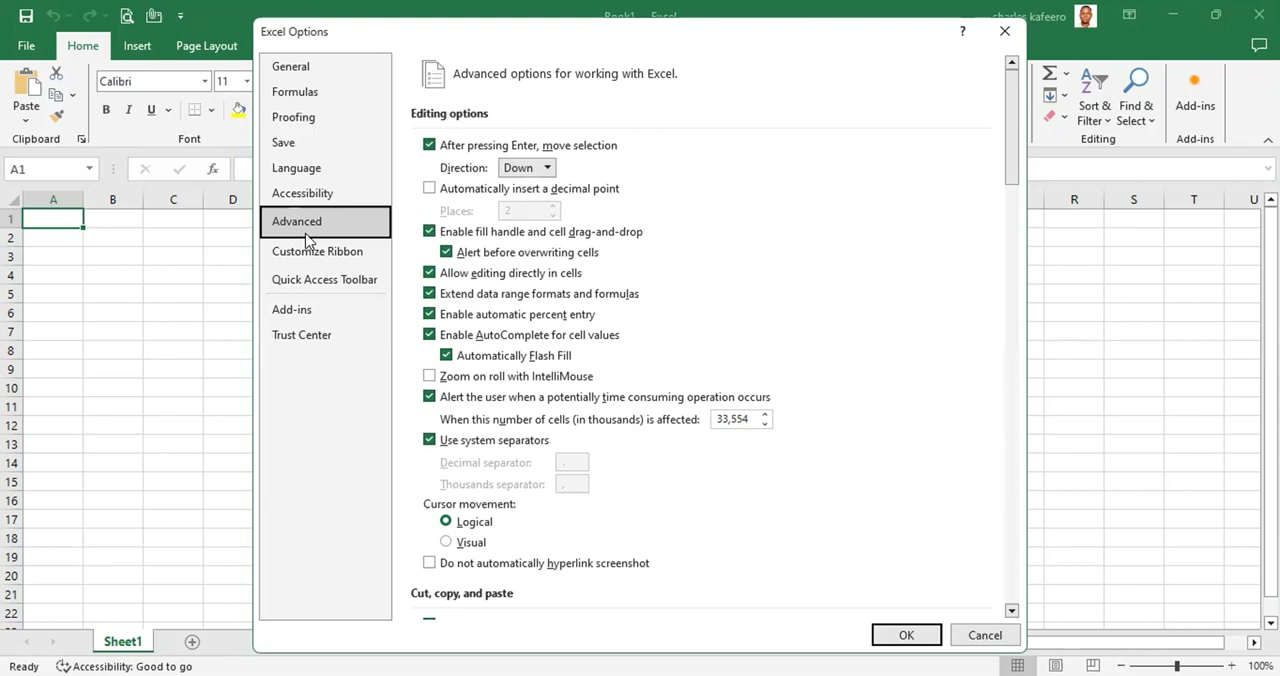 Book1 - Excel
charles kafeero
File
Home
Insert
Page Layout
Paste
Clipboard
Calibri
11
B
I
U
Font
Σ
Sort &
Filter
Find &
Select
Editing
Add-ins
Add-ins
A1
fx
A B C D
R S T U
1
2
3
4
5
6
7
8
9
10
11
12
13
14
15
16
17
18
19
20
21
22
Excel Options
?
General
Formulas
Proofing
Save
Language
Accessibility
Advanced
Customize Ribbon
Quick Access Toolbar
Add-ins
Trust Center
Advanced options for working with Excel.
Editing options
After pressing Enter, move selection
Direction: Down
Automatically insert a decimal point
Places: 2
Enable fill handle and cell drag-and-drop
Alert before overwriting cells
Allow editing directly in cells
Extend data range formats and formulas
Enable automatic percent entry
Enable AutoComplete for cell values
Automatically Flash Fill
Zoom on roll with IntelliMouse
Alert the user when a potentially time consuming operation occurs
When this number of cells (in thousands) is affected: 33,554
Use system separators
Decimal separator: .
Thousands separator: ,
Cursor movement:
Logical
Visual
Do not automatically hyperlink screenshot
Cut, copy, and paste
OK
Cancel
Sheet1
Ready
Accessibility: Good to go
100%